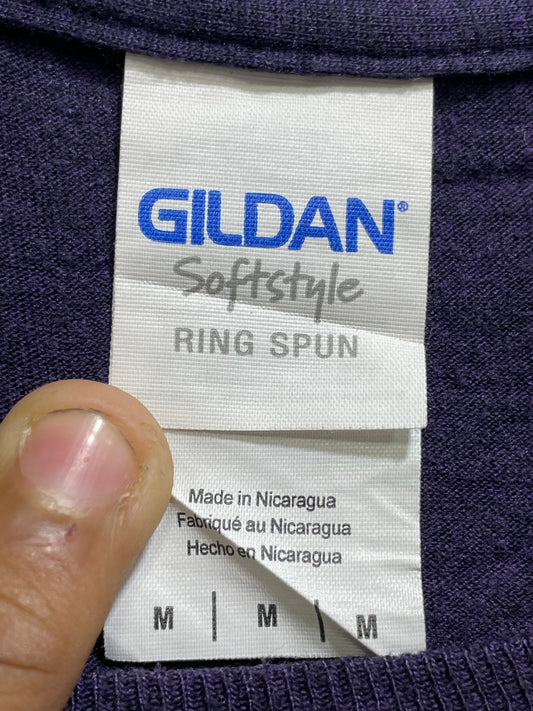 GILDAN®
Softstyle
RING SPUN
Made in Nicaragua
Fabriqué au Nicaragua
Hecho en Nicaragua
M | M | M